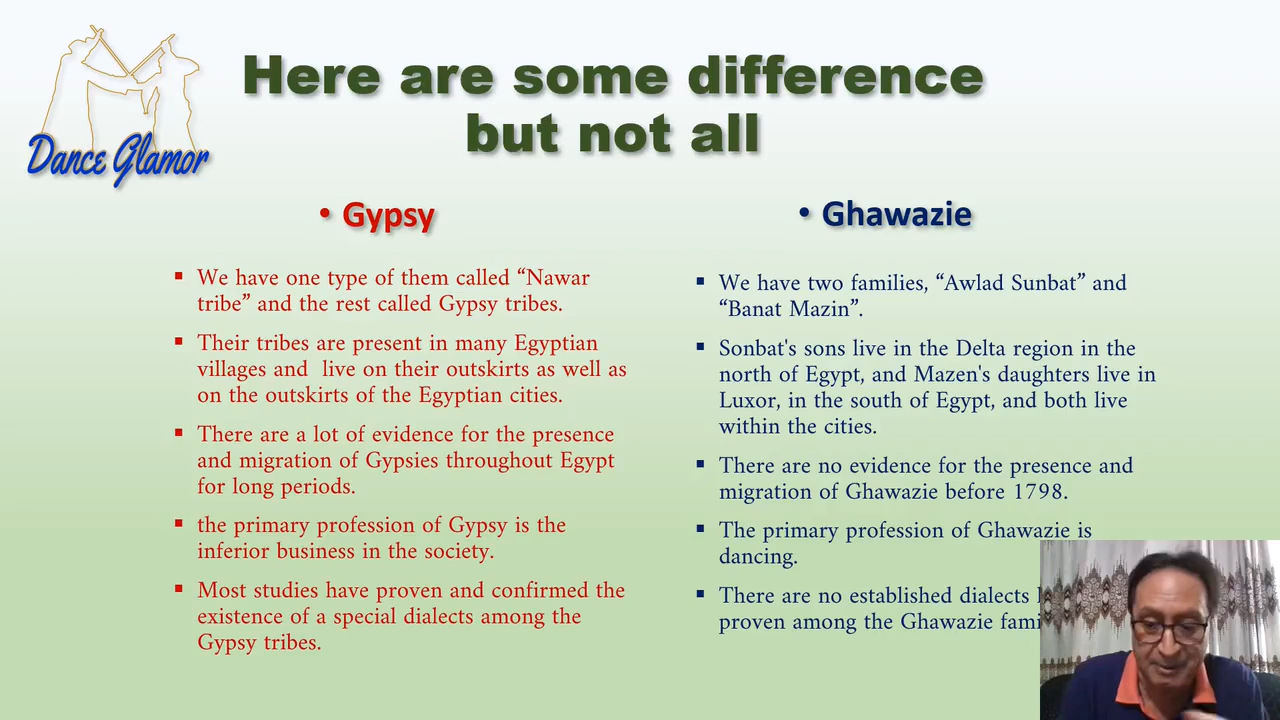 Dance Glamor
Here are some difference
but not all
• Gypsy
▪ We have one type of them called “Nawar
tribe” and the rest called Gypsy tribes.
▪ Their tribes are present in many Egyptian
villages and  live on their outskirts as well as
on the outskirts of the Egyptian cities.
▪ There are a lot of evidence for the presence
and migration of Gypsies throughout Egypt
for long periods.
▪ the primary profession of Gypsy is the
inferior business in the society.
▪ Most studies have proven and confirmed the
existence of a special dialects among the
Gypsy tribes.
• Ghawazie
▪ We have two families, “Awlad Sunbat” and
“Banat Mazin”.
▪ Sonbat's sons live in the Delta region in the
north of Egypt, and Mazen's daughters live in
Luxor, in the south of Egypt, and both live
within the cities.
▪ There are no evidence for the presence and
migration of Ghawazie before 1798.
▪ The primary profession of Ghawazie is
dancing.
▪ There are no established dialects
proven among the Ghawazie